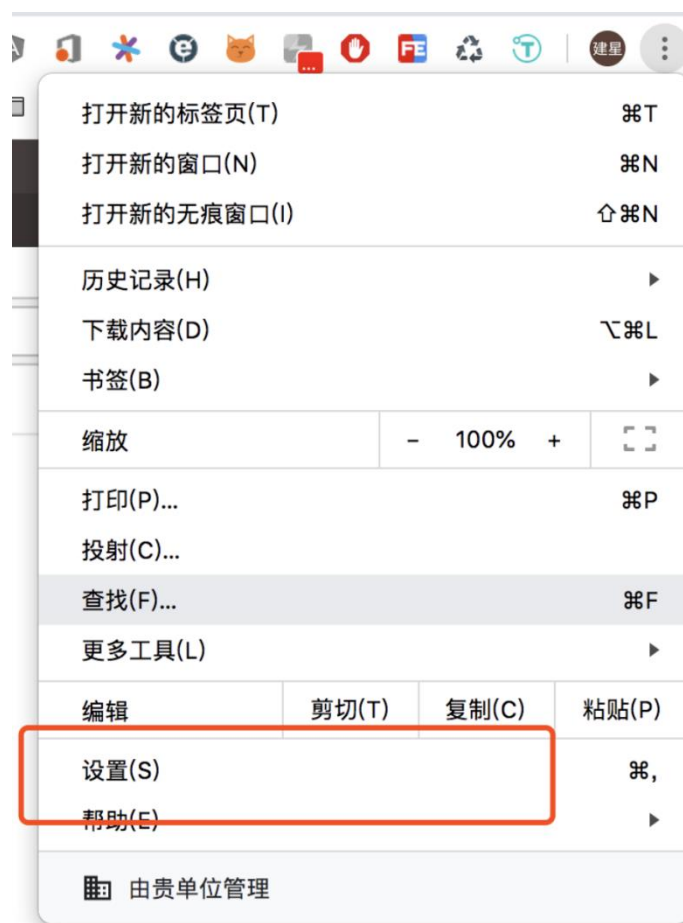 FE
T
建星
打开新的标签页(T) ⌘T
打开新的窗口(N) ⌘N
打开新的无痕窗口(I) ⇧⌘N
历史记录(H)
下载内容(D) ⌥⌘L
书签(B)
缩放 − 100% +
打印(P)... ⌘P
投射(C)...
查找(F)... ⌘F
更多工具(L)
编辑 剪切(T) 复制(C) 粘贴(P)
设置(S) ⌘,
帮助(E)
由贵单位管理